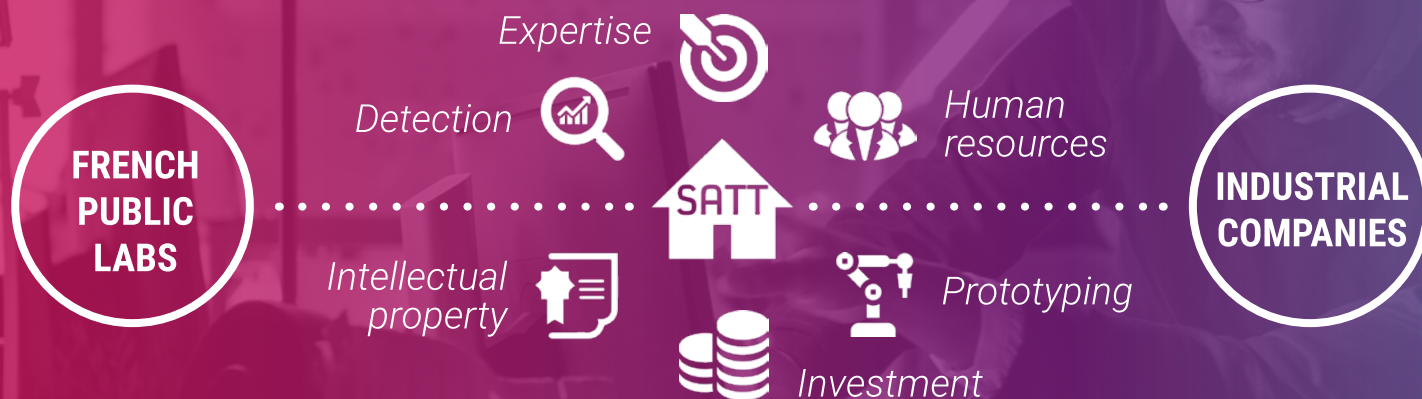 Expertise
Detection
Human
resources
FRENCH
PUBLIC
LABS
SATT
INDUSTRIAL
COMPANIES
Intellectual
property
Prototyping
Investment